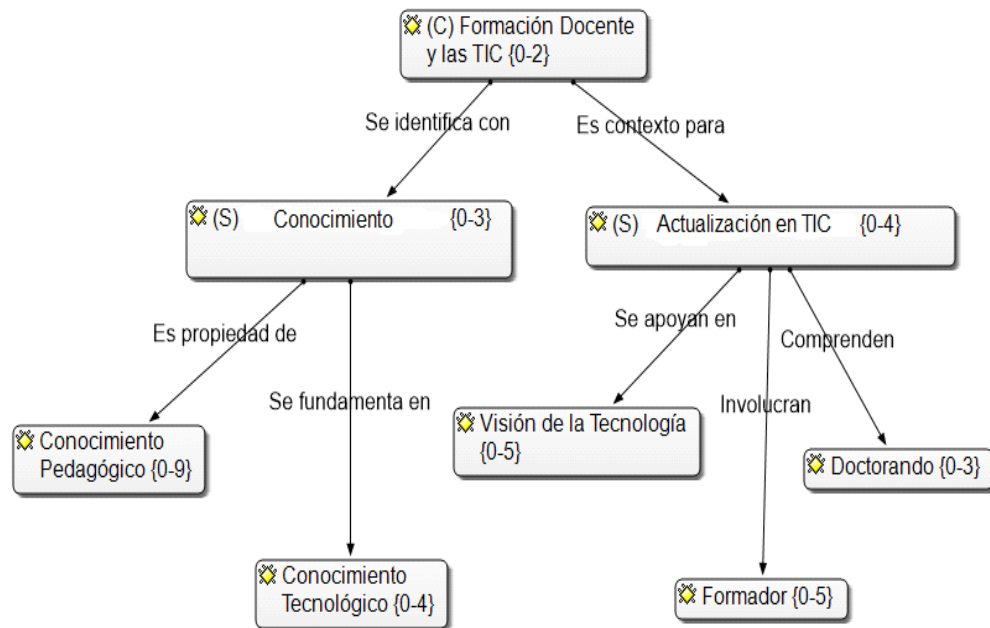 (C) Formación Docente
y las TIC {0-2}
Se identifica con
Es contexto para
(S) Conocimiento {0-3}
(S) Actualización en TIC {0-4}
Es propiedad de
Se fundamenta en
Se apoyan en
Comprenden
Involucran
Conocimiento
Pedagógico {0-9}
Visión de la Tecnología
{0-5}
Doctorando {0-3}
Conocimiento
Tecnológico {0-4}
Formador {0-5}